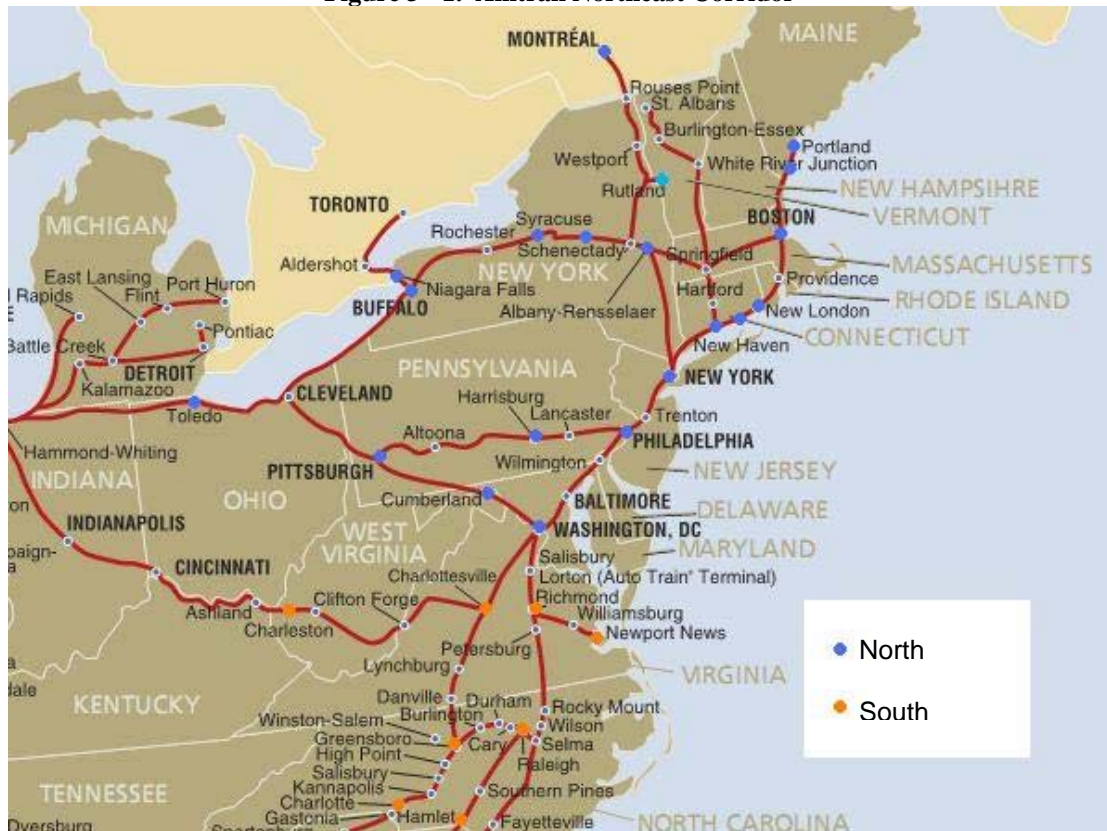 Figure 3 - 2. Amtrak Northeast Corridor
MONTRÉAL
MAINE
Rouses Point
St. Albans
Burlington-Essex
Portland
Westport
White River Junction
Rutland
NEW HAMPSIHRE
TORONTO
VERMONT
Syracuse
BOSTON
MICHIGAN
Rochester
Schenectady
Springfield
Aldershot
NEW YORK
MASSACHUSETTS
East Lansing
Port Huron
Providence
Flint
Niagara Falls
Hartford
RHODE ISLAND
Rapids
BUFFALO
Albany-Rensselaer
New London
Pontiac
CONNECTICUT
Battle Creek
New Haven
DETROIT
PENNSYLVANIA
NEW YORK
Kalamazoo
CLEVELAND
Harrisburg
Toledo
Lancaster
Trenton
Altoona
PHILADELPHIA
Hammond-Whiting
PITTSBURGH
Wilmington
NEW JERSEY
INDIANA
OHIO
Cumberland
BALTIMORE
DELAWARE
INDIANAPOLIS
WEST
VIRGINIA
WASHINGTON, DC
MARYLAND
Salisbury
CINCINNATI
Charlottesville
Lorton (Auto Train® Terminal)
Clifton Forge
Richmond
Ashland
Williamsburg
Charleston
Newport News
North
Petersburg
Lynchburg
VIRGINIA
KENTUCKY
Danville
Durham
Rocky Mount
South
Burlington
Winston-Salem
Wilson
Greensboro
Cary
Selma
High Point
Raleigh
Salisbury
Kannapolis
Southern Pines
TENNESSEE
Charlotte
Gastonia
Hamlet
Fayetteville
NORTH CAROLINA